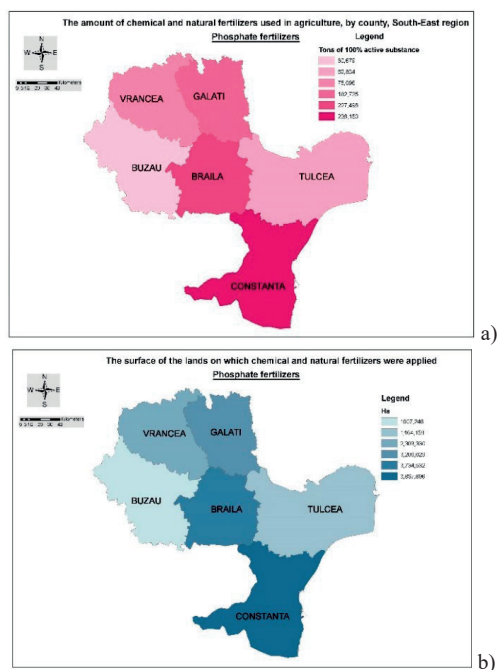 The amount of chemical and natural fertilizers used in agriculture, by county, South-East region
Phosphate fertilizers
Legend
Tons of 100% active substance
N
W E
S
Kilometers
VRANCEA
GALATI
BUZAU
BRAILA
TULCEA
CONSTANTA
a)
The surface of the lands on which chemical and natural fertilizers were applied
Phosphate fertilizers
Legend
Ha
N
W E
S
Kilometers
VRANCEA
GALATI
BUZAU
BRAILA
TULCEA
CONSTANTA
b)